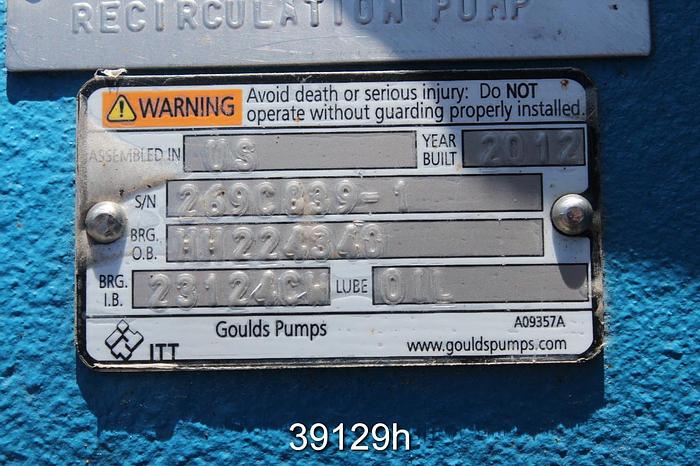 RECIRCULATION PUMP
WARNING Avoid death or serious injury: Do NOT
operate without guarding properly installed.
ASSEMBLED IN US YEAR BUILT 2012
S/N 269C839-1
BRG. O.B. HH224340
BRG. I.B. 23124CH LUBE OIL
ITT Goulds Pumps A09357A
www.gouldspumps.com
39129h